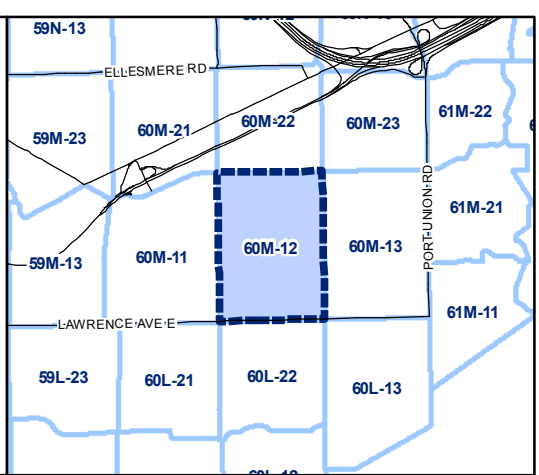 59N-13
ELLESMERE RD
59M-23
60M-21
60M-22
60M-23
61M-22
PORT UNION RD
61M-21
59M-13
60M-11
60M-12
60M-13
61M-11
LAWRENCE AVE E
59L-23
60L-21
60L-22
60L-13